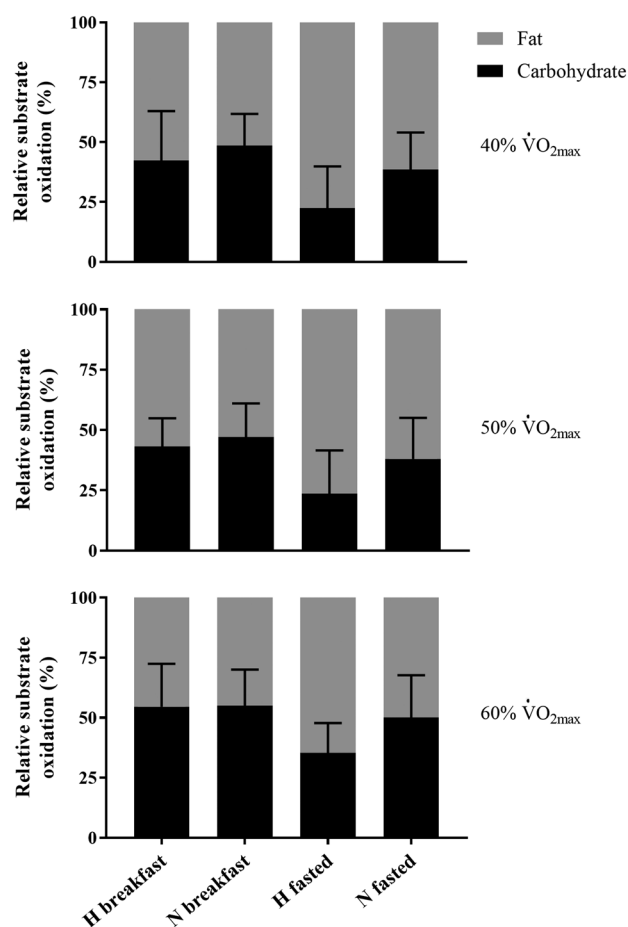 Relative substrate
oxidation (%)
100
75
50
25
0
Fat
Carbohydrate
40% V̇O2max
Relative substrate
oxidation (%)
100
75
50
25
0
50% V̇O2max
Relative substrate
oxidation (%)
100
75
50
25
0
60% V̇O2max
H breakfast
N breakfast
H fasted
N fasted